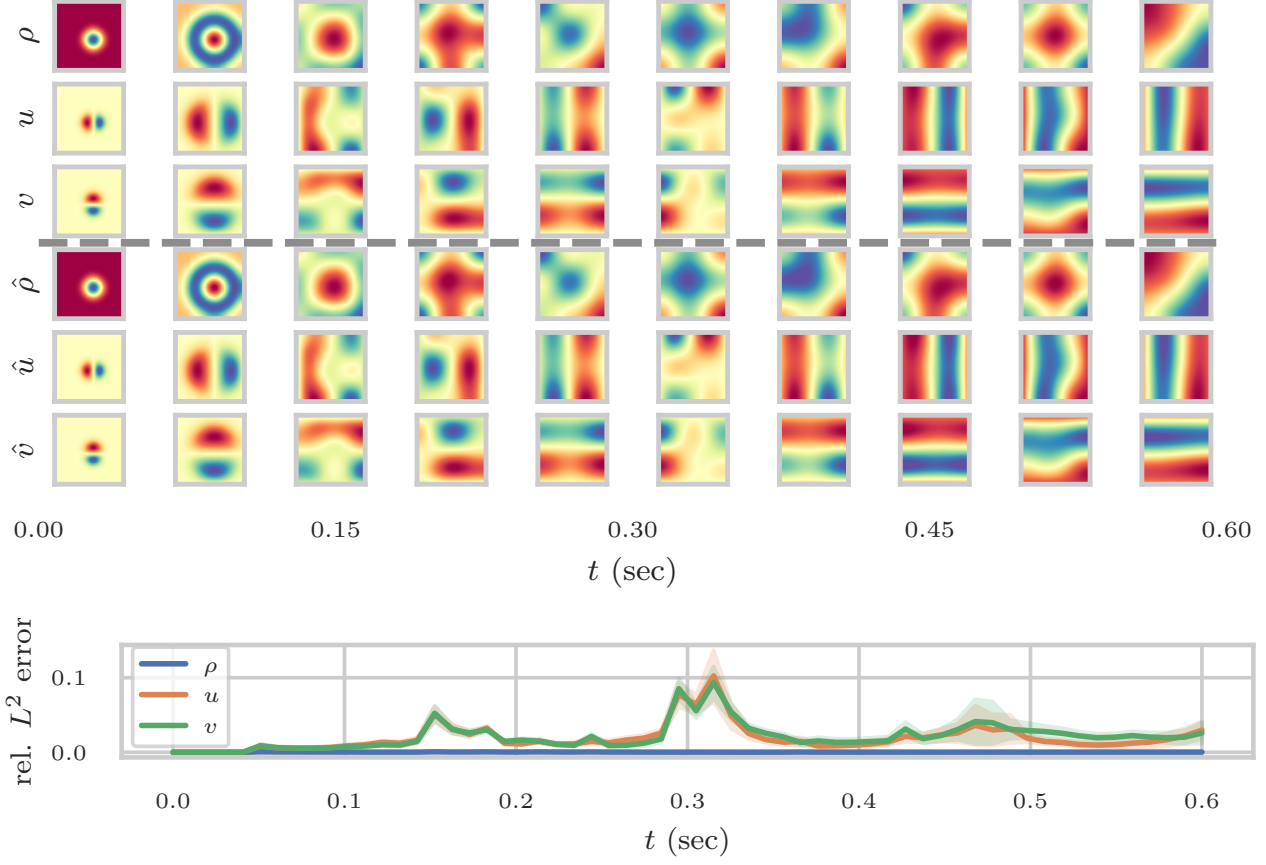 ρ
u
v
ρ̂
û
v̂
0.00 0.15 0.30 0.45 0.60
t (sec)
rel. L² error
0.1
0.0
ρ
u
v
0.0 0.1 0.2 0.3 0.4 0.5 0.6
t (sec)